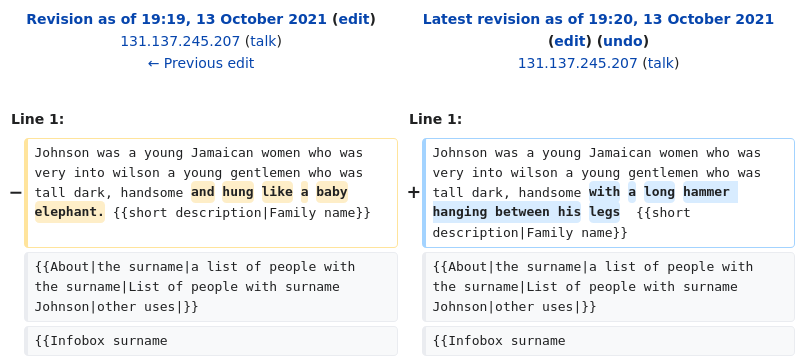 Revision as of 19:19, 13 October 2021 (edit)
131.137.245.207 (talk)
← Previous edit
Latest revision as of 19:20, 13 October 2021
(edit) (undo)
131.137.245.207 (talk)
Line 1:
Line 1:
− Johnson was a young Jamaican women who was
very into wilson a young gentlemen who was
tall dark, handsome and hung like a baby
elephant. {{short description|Family name}}
+ Johnson was a young Jamaican women who was
very into wilson a young gentlemen who was
tall dark, handsome with a long hammer
hanging between his legs {{short
description|Family name}}
{{About|the surname|a list of people with
the surname|List of people with surname
Johnson|other uses|}}
{{About|the surname|a list of people with
the surname|List of people with surname
Johnson|other uses|}}
{{Infobox surname
{{Infobox surname